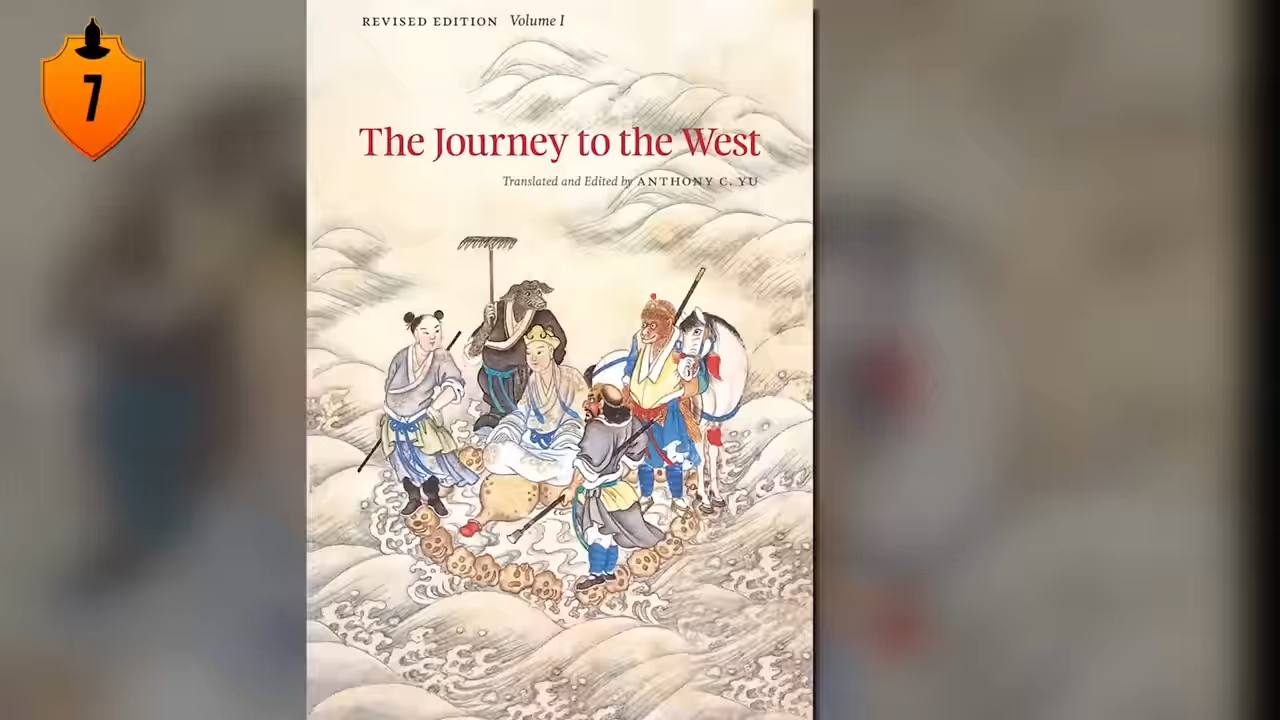 7
REVISED EDITION Volume I
The Journey to the West
Translated and Edited by ANTHONY C. YU